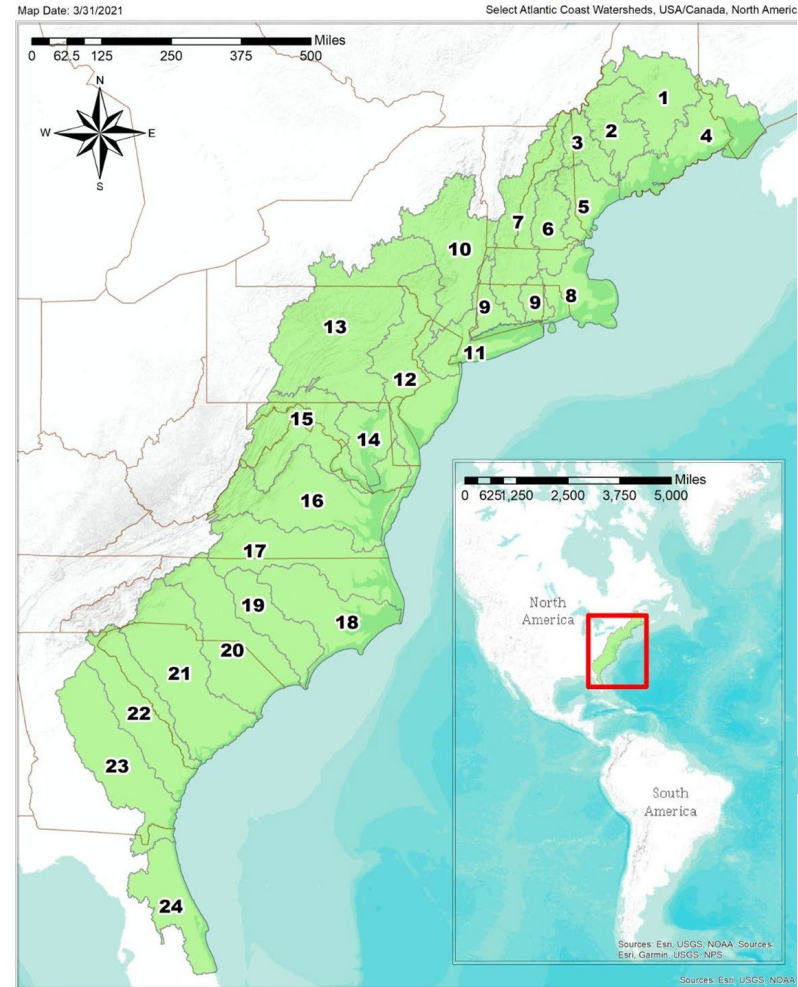 Map Date: 3/31/2021
Select Atlantic Coast Watersheds, USA/Canada, North Americ
Miles
0 62.5 125 250 375 500
N
W E
S
1
2
3
4
5
7 6
10
9 9 8
13
11
12
15
14
16
17
19
18
20
21
22
23
24
Miles
0 6251,250 2,500 3,750 5,000
North
America
South
America
Sources: Esri, USGS, NOAA, Sources:
Esri, Garmin, USGS, NPS
Sources: Esri, USGS, NOAA